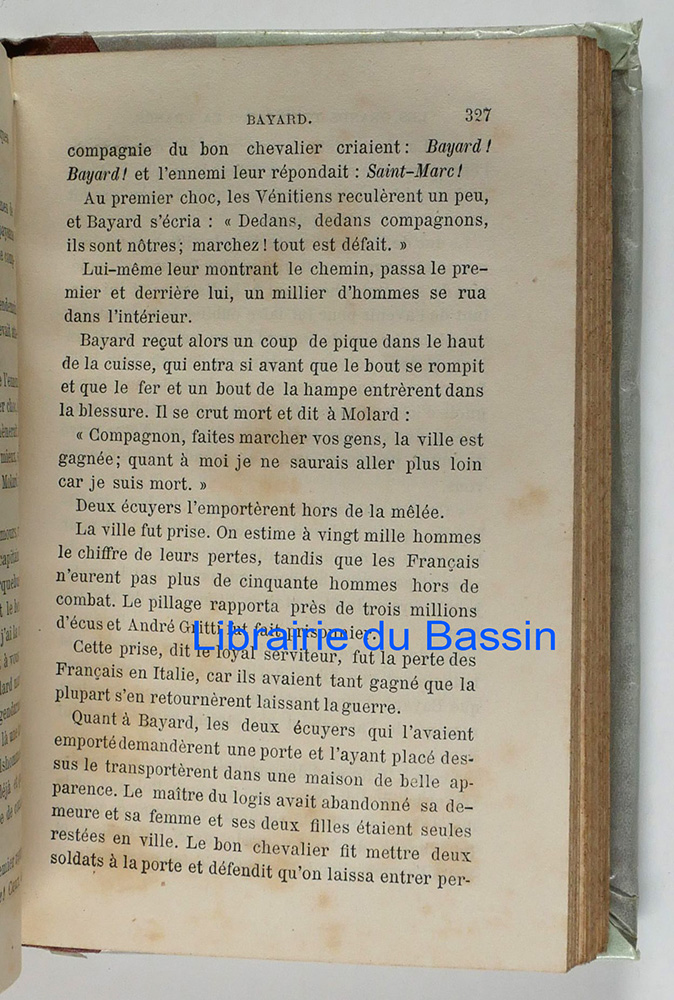 BAYARD.
327
compagnie du bon chevalier criaient : Bayard !
Bayard ! et l'ennemi leur répondait : Saint-Marc !
Au premier choc, les Vénitiens reculèrent un peu,
et Bayard s'écria : « Dedans, dedans compagnons,
ils sont nôtres ; marchez ! tout est défait. »
Lui-même leur montrant le chemin, passa le pre-
mier et derrière lui, un millier d'hommes se rua
dans l'intérieur.
Bayard reçut alors un coup de pique dans le haut
de la cuisse, qui entra si avant que le bout se rompit
et que le fer et un bout de la hampe entrèrent dans
la blessure. Il se crut mort et dit à Molard :
« Compagnon, faites marcher vos gens, la ville est
gagnée ; quant à moi je ne saurais aller plus loin
car je suis mort. »
Deux écuyers l'emportèrent hors de la mêlée.
La ville fut prise. On estime à vingt mille hommes
le chiffre de leurs pertes, tandis que les Français
n'eurent pas plus de cinquante hommes hors de
combat. Le pillage rapporta près de trois millions
d'écus et André Gritti fut fait prisonnier.
Librairie du Bassin
Cette prise, dit le loyal serviteur, fut la perte des
Français en Italie, car ils avaient tant gagné que la
plupart s'en retournèrent laissant la guerre.
Quant à Bayard, les deux écuyers qui l'avaient
emporté demandèrent une porte et l'ayant placé des-
sus le transportèrent dans une maison de belle ap-
parence. Le maître du logis avait abandonné sa de-
meure et sa femme et ses deux filles étaient seules
restées en ville. Le bon chevalier fit mettre deux
soldats à la porte et défendit qu'on laissa entrer per-